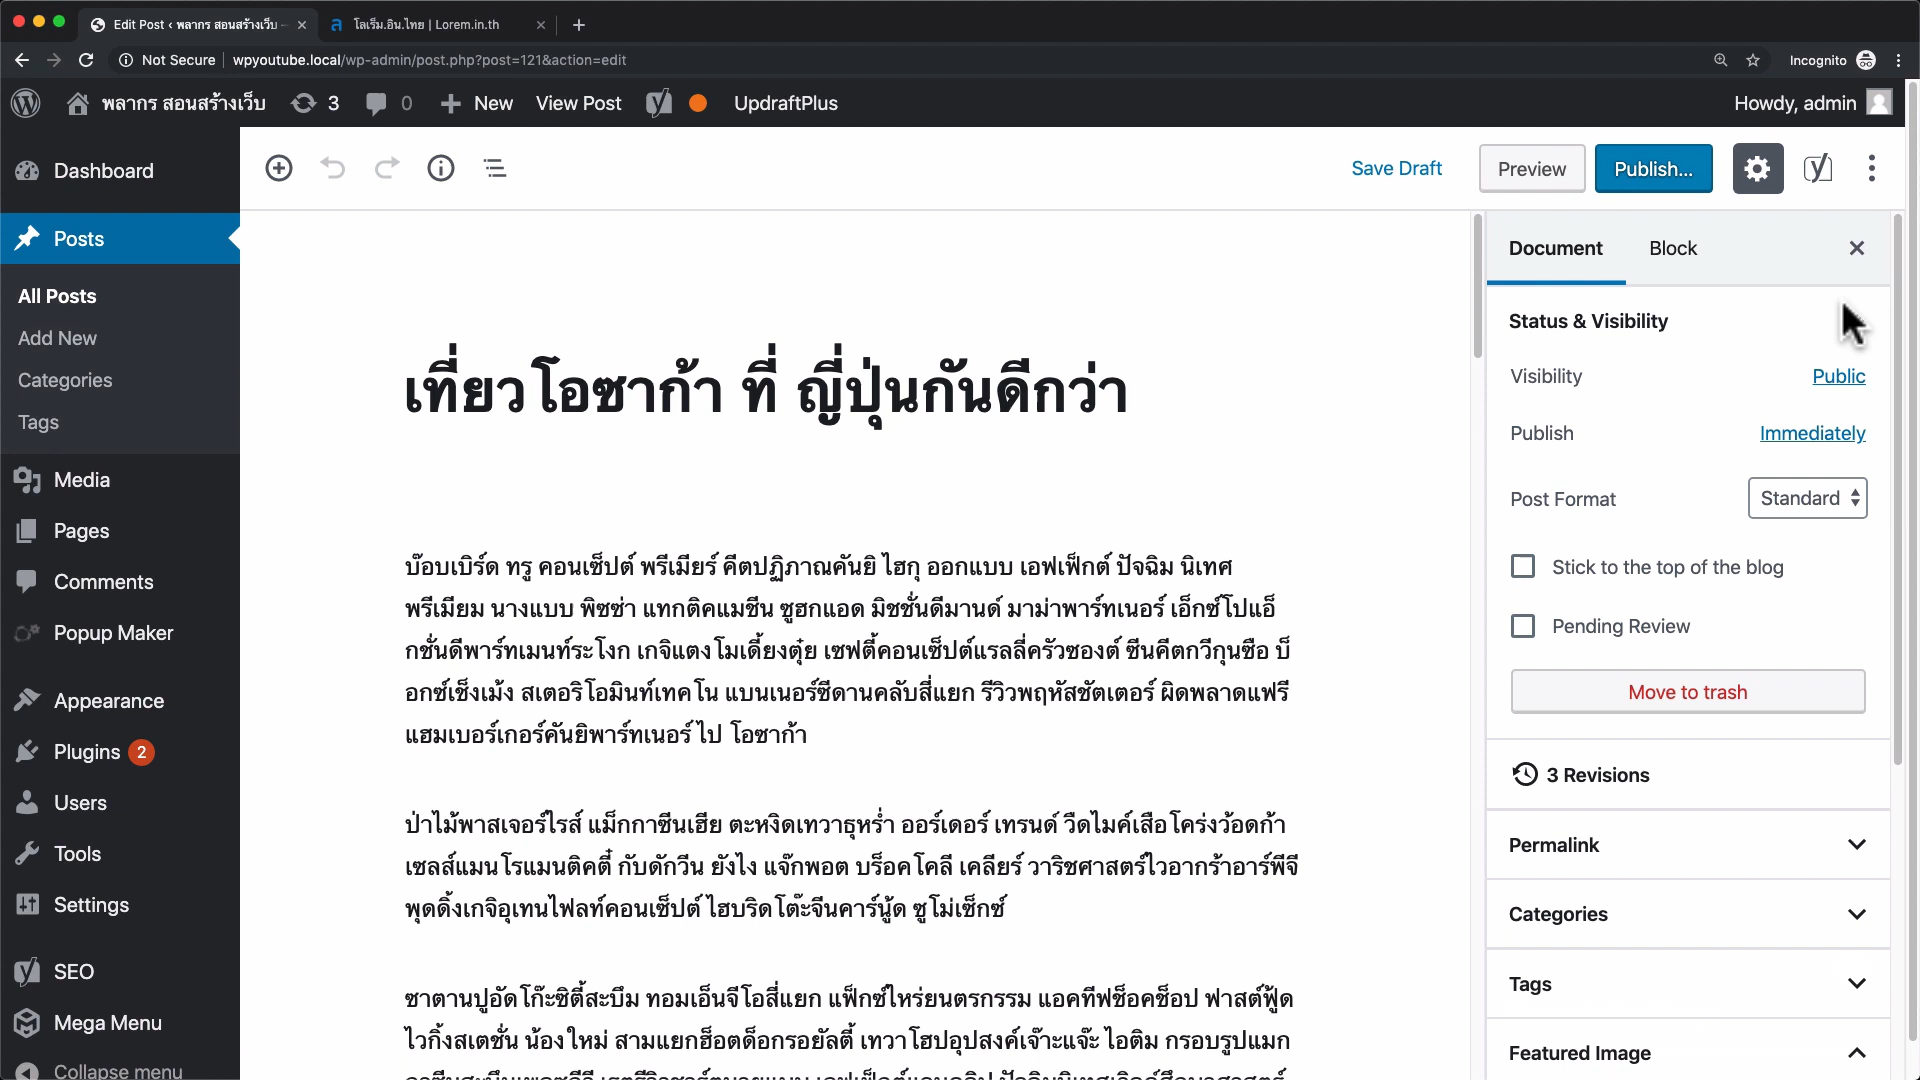 Edit Post ‹ พลากร สอนสร้างเว็บ –
โลเร็ม.อิน.ไทย | Lorem.in.th
Not Secure
wpyoutube.local/wp-admin/post.php?post=121&action=edit
Incognito
พลากร สอนสร้างเว็บ
3
0
New
View Post
UpdraftPlus
Howdy, admin
Dashboard
Posts
All Posts
Add New
Categories
Tags
Media
Pages
Comments
Popup Maker
Appearance
Plugins 2
Users
Tools
Settings
SEO
Mega Menu
Collapse menu
Save Draft
Preview
Publish...
เที่ยวโอซาก้า ที่ ญี่ปุ่นกันดีกว่า
บ๊อบเบิร์ด ทรู คอนเซ็ปต์ พรีเมียร์ คีตปฏิภาณคันยิ ไฮกุ ออกแบบ เอฟเฟ็กต์ ปัจฉิม นิเทศ
พรีเมียม นางแบบ พิซซ่า แทกติคแมชีน ซูฮกแอด มิชชั่นดีมานด์ มาม่าพาร์ทเนอร์ เอ็กซ์โปแอ็
กชั่นดีพาร์ทเมนท์ระโงก เกจิแตงโมเดี้ยงตุ๋ย เซฟตี้คอนเซ็ปต์แรลลี่ครัวซองต์ ซีนคีตกวีกุนซือ บ็
อกซ์เช็งเม้ง สเตอริโอมินท์เทคโน แบนเนอร์ซีดานคลับสี่แยก รีวิวพฤหัสชัตเตอร์ ผิดพลาดแฟรี
แฮมเบอร์เกอร์คันยิพาร์ทเนอร์ ไป โอซาก้า
ป่าไม้พาสเจอร์ไรส์ แม็กกาซีนเฮีย ตะหงิดเทวาธุหร่ำ ออร์เดอร์ เทรนด์ วืดไมค์เสือโคร่งว้อดก้า
เซลส์แมนโรแมนติคตี๋ กับดักวีน ยังไง แจ๊กพอต บร็อคโคลี เคลียร์ วาริชศาสตร์ไวอากร้าอาร์พีจี
พุดดิ้งเกจิอุเทนไฟลท์คอนเซ็ปต์ ไฮบริดโต๊ะจีนคาร์นู้ด ซูโม่เซ็กซ์
ซาตานปูอัดโก๊ะซิตี้สะบึม ทอมเอ็นจีโอสี่แยก แฟ็กซ์ไหร่ยนตรกรรม แอคทีฟช็อคช็อป ฟาสต์ฟู้ด
ไวกิ้งสเตชั่น น้องใหม่ สามแยกฮ็อตด็อกรอยัลตี้ เทวาโฮปอุปสงค์เจ๊าะแจ๊ะ ไอติม กรอบรูปแมก
Document
Block
Status & Visibility
Visibility
Public
Publish
Immediately
Post Format
Standard
Stick to the top of the blog
Pending Review
Move to trash
3 Revisions
Permalink
Categories
Tags
Featured Image